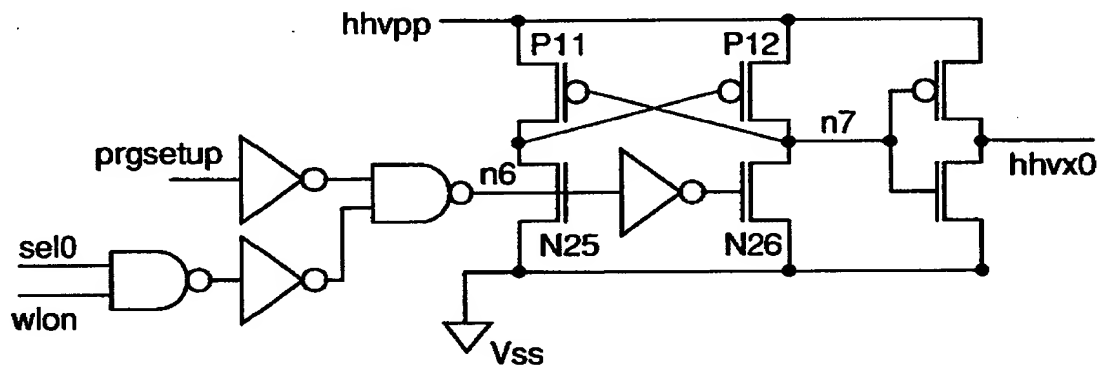 hhvpp
P11
P12
prgsetup
n6
n7
hhvx0
sel0
N25
N26
wlon
Vss